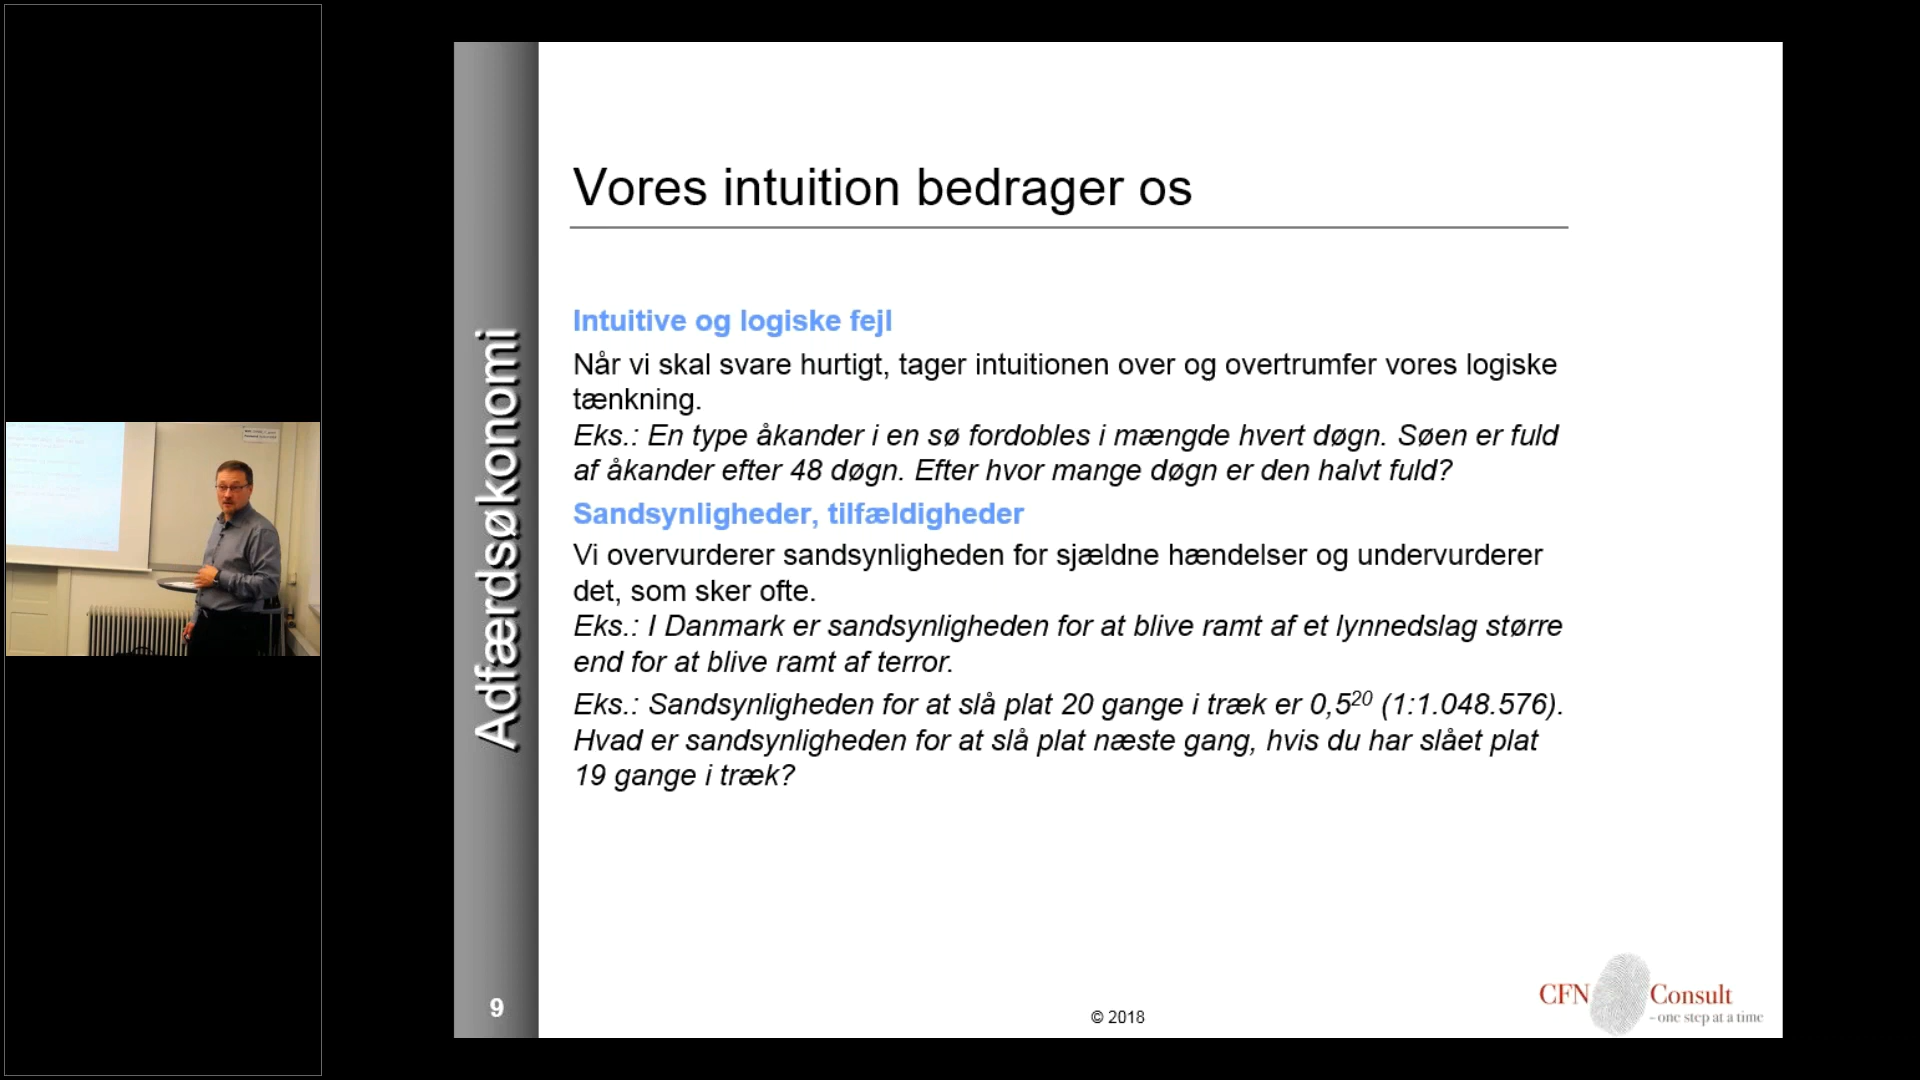 Vores intuition bedrager os
Intuitive og logiske fejl
Når vi skal svare hurtigt, tager intuitionen over og overtrumfer vores logiske
tænkning.
Eks.: En type åkander i en sø fordobles i mængde hvert døgn. Søen er fuld
af åkander efter 48 døgn. Efter hvor mange døgn er den halvt fuld?
Sandsynligheder, tilfældigheder
Vi overvurderer sandsynligheden for sjældne hændelser og undervurderer
det, som sker ofte.
Eks.: I Danmark er sandsynligheden for at blive ramt af et lynnedslag større
end for at blive ramt af terror.
Eks.: Sandsynligheden for at slå plat 20 gange i træk er 0,5²⁰ (1:1.048.576).
Hvad er sandsynligheden for at slå plat næste gang, hvis du har slået plat
19 gange i træk?
Adfærdsøkonomi
9
© 2018
CFN Consult
- one step at a time